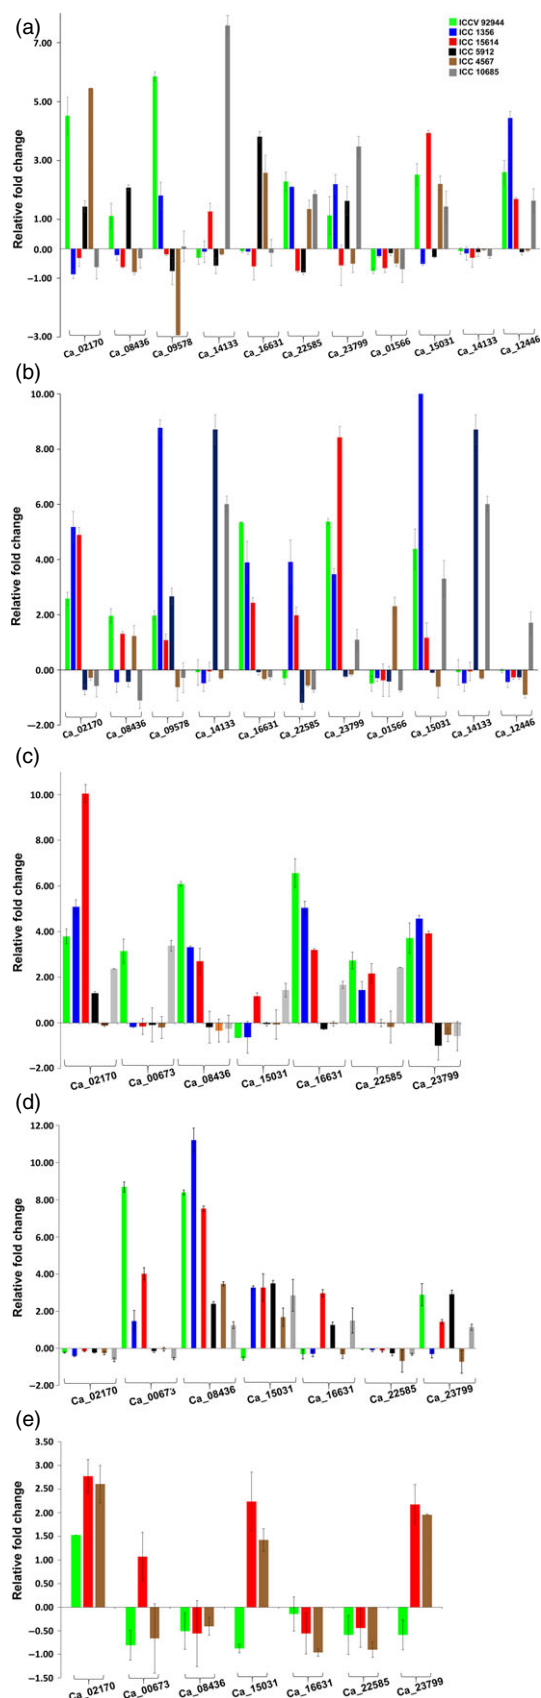 (a)
Relative fold change
7.00
5.00
3.00
1.00
−1.00
−3.00
ICCV 92944
ICC 1356
ICC 15614
ICC 5912
ICC 4567
ICC 10685
Ca_02170
Ca_08436
Ca_09578
Ca_14133
Ca_16631
Ca_22585
Ca_23799
Ca_01566
Ca_15031
Ca_14133
Ca_12446
(b)
Relative fold change
10.00
8.00
6.00
4.00
2.00
0.00
−2.00
Ca_02170
Ca_08436
Ca_09578
Ca_14133
Ca_16631
Ca_22585
Ca_23799
Ca_01566
Ca_15031
Ca_14133
Ca_12446
(c)
Relative fold change
10.00
8.00
6.00
4.00
2.00
0.00
−2.00
Ca_02170
Ca_00673
Ca_08436
Ca_15031
Ca_16631
Ca_22585
Ca_23799
(d)
Relative fold change
12.00
10.00
8.00
6.00
4.00
2.00
0.00
−2.00
Ca_02170
Ca_00673
Ca_08436
Ca_15031
Ca_16631
Ca_22585
Ca_23799
(e)
Relative fold change
3.50
3.00
2.50
2.00
1.50
1.00
0.50
0.00
−0.50
−1.00
−1.50
Ca_02170
Ca_00673
Ca_08436
Ca_15031
Ca_16631
Ca_22585
Ca_23799